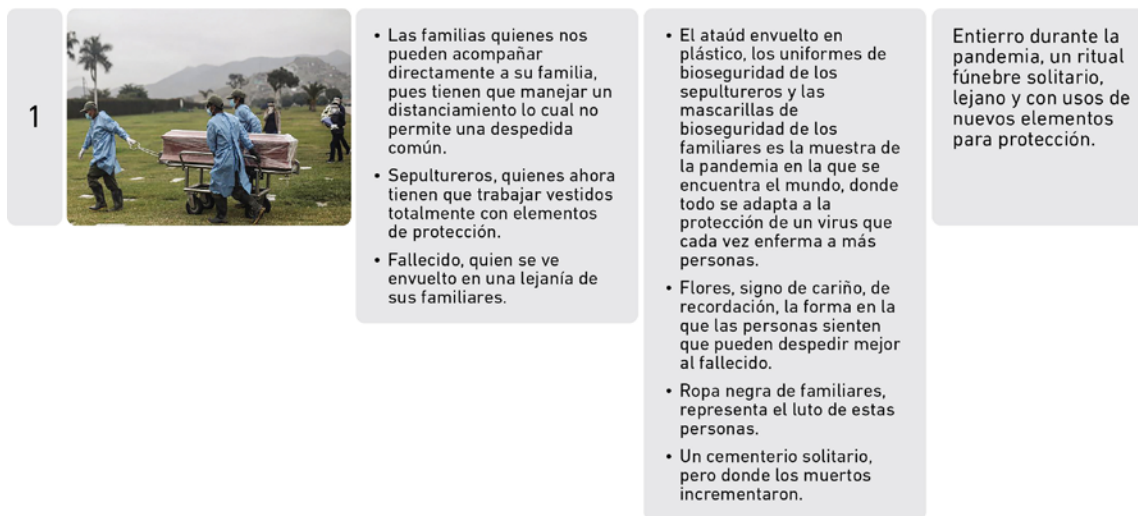 1
• Las familias quienes nos
pueden acompañar
directamente a su familia,
pues tienen que manejar un
distanciamiento lo cual no
permite una despedida
común.
• Sepultureros, quienes ahora
tienen que trabajar vestidos
totalmente con elementos
de protección.
• Fallecido, quien se ve
envuelto en una lejanía de
sus familiares.
• El ataúd envuelto en
plástico, los uniformes de
bioseguridad de los
sepultureros y las
mascarillas de
bioseguridad de los
familiares es la muestra de
la pandemia en la que se
encuentra el mundo, donde
todo se adapta a la
protección de un virus que
cada vez enferma a más
personas.
• Flores, signo de cariño, de
recordación, la forma en la
que las personas sienten
que pueden despedir mejor
al fallecido.
• Ropa negra de familiares,
representa el luto de estas
personas.
• Un cementerio solitario,
pero donde los muertos
incrementaron.
Entierro durante la
pandemia, un ritual
fúnebre solitario,
lejano y con usos de
nuevos elementos
para protección.